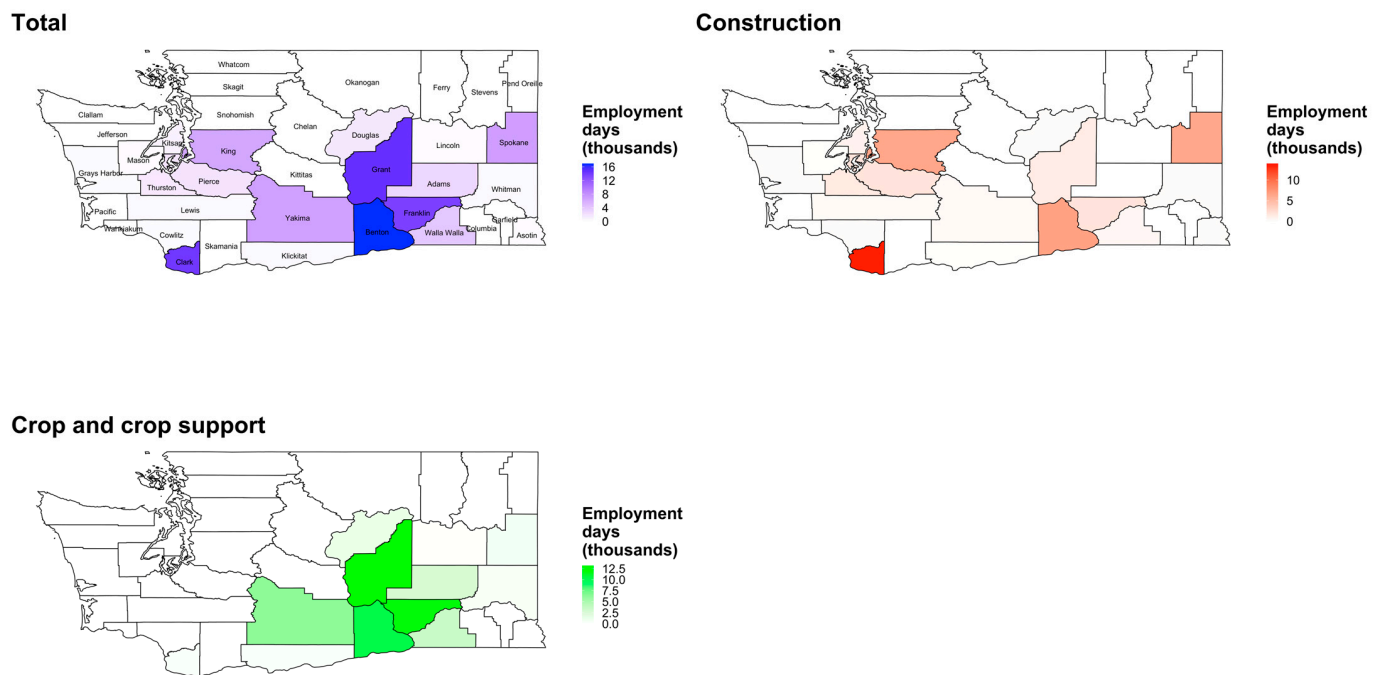 Total
Whatcom
Okanogan
Skagit
Ferry
Stevens
Pend Oreille
Clallam
Snohomish
Chelan
Jefferson
Douglas
Kitsap
Lincoln
Spokane
King
Mason
Grant
Grays Harbor
Kittitas
Thurston
Pierce
Adams
Whitman
Pacific
Lewis
Yakima
Franklin
Garfield
Wahkiakum
Cowlitz
Benton
Walla Walla
Columbia
Asotin
Skamania
Klickitat
Clark
Employment
days
(thousands)
16
12
8
4
0
Construction
Employment
days
(thousands)
10
5
0
Crop and crop support
Employment
days
(thousands)
12.5
10.0
7.5
5.0
2.5
0.0